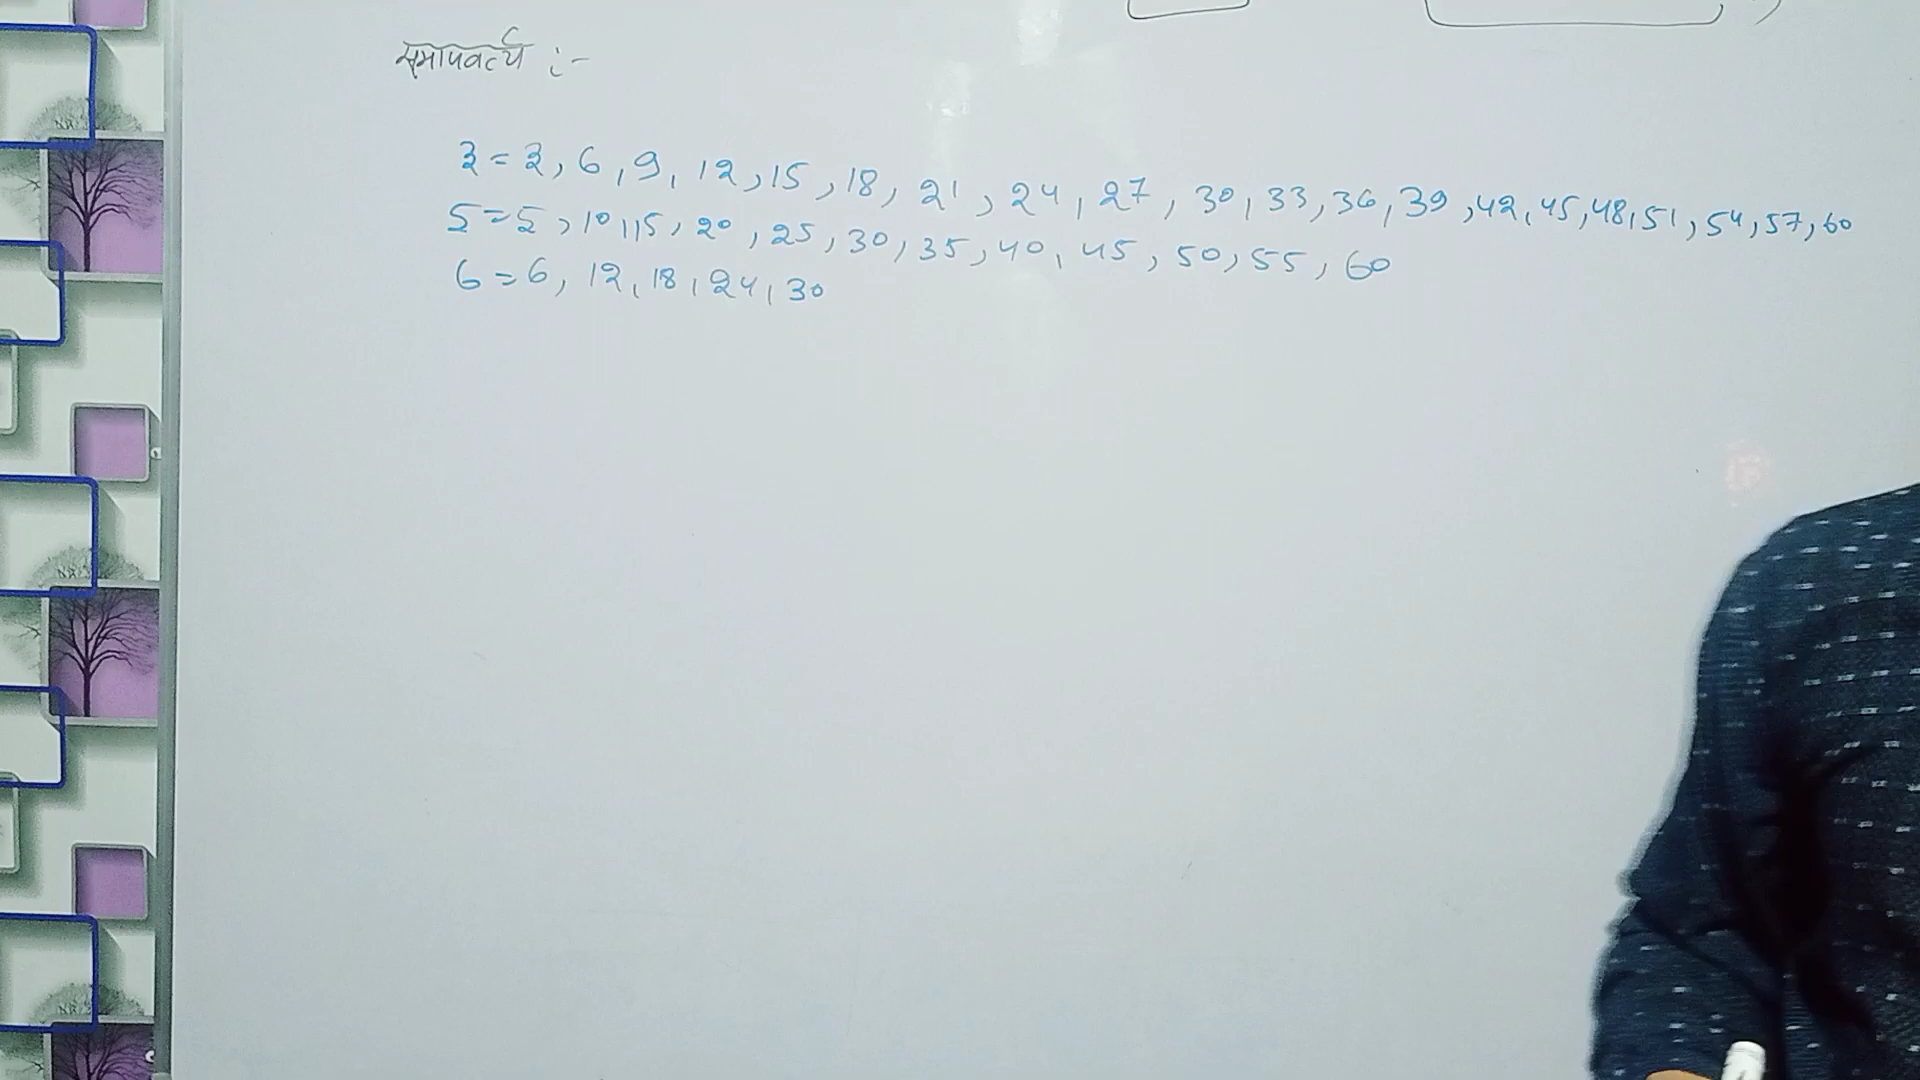 समापवर्त्य :-
3 = 3, 6, 9, 12, 15, 18, 21, 24, 27, 30, 33, 36, 39, 42, 45, 48, 51, 54, 57, 60
5 = 5, 10, 15, 20, 25, 30, 35, 40, 45, 50, 55, 60
6 = 6, 12, 18, 24, 30